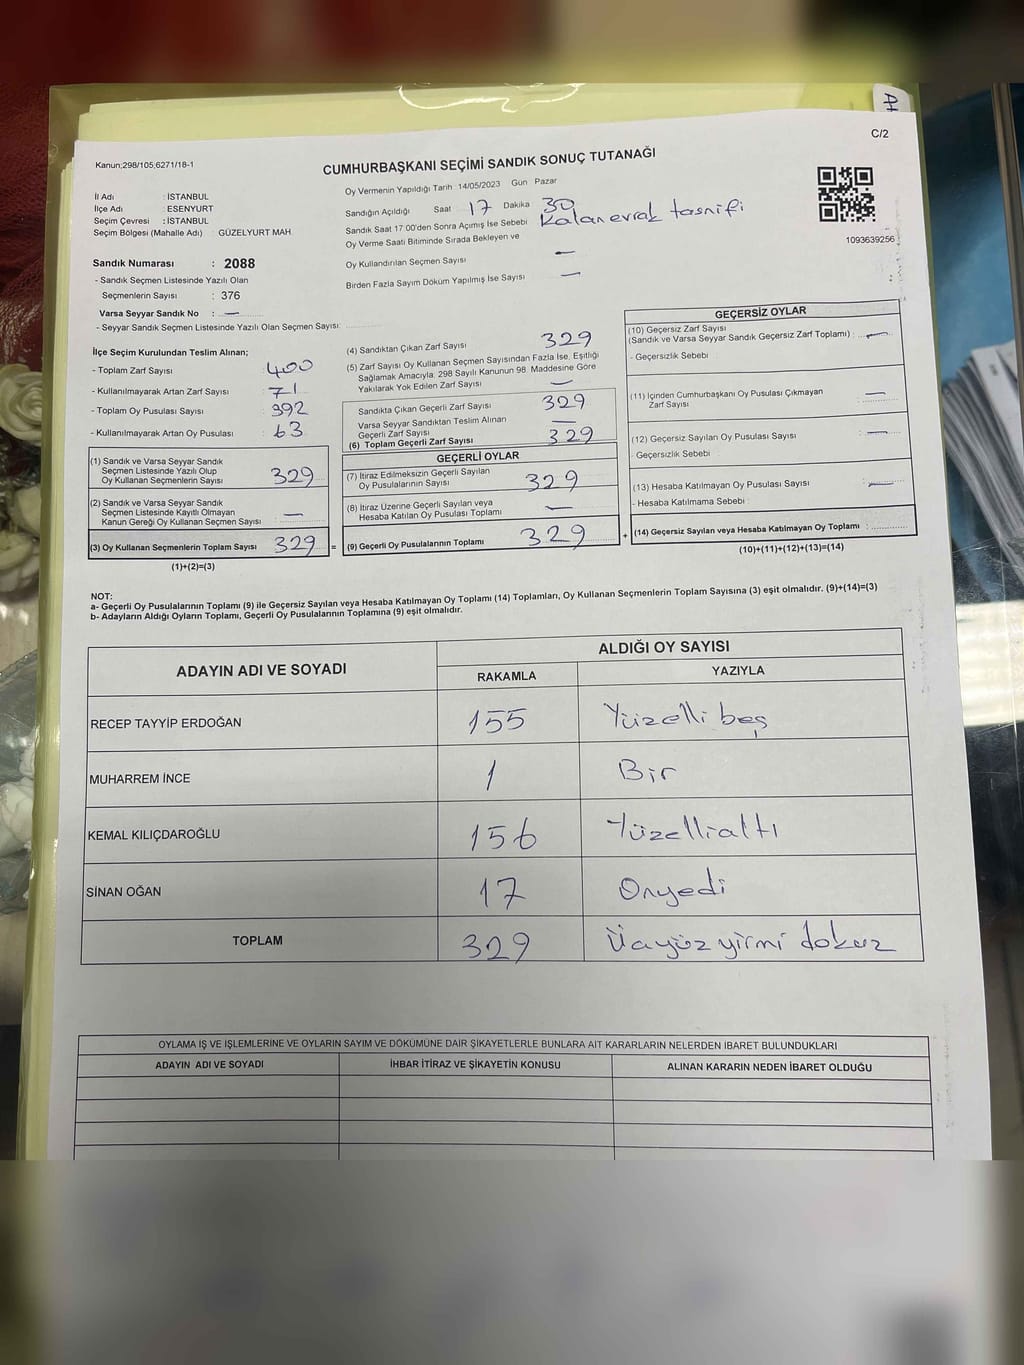 C/2
Kanun;298/105;6271/18-1
CUMHURBAŞKANI SEÇİMİ SANDIK SONUÇ TUTANAĞI
İl Adı : İSTANBUL
İlçe Adı : ESENYURT
Seçim Çevresi : İSTANBUL
Seçim Bölgesi (Mahalle Adı) : GÜZELYURT MAH.
Oy Vermenin Yapıldığı Tarih 14/05/2023 Gün Pazar
Sandığın Açıldığı Saat 17 Dakika 30
Sandık Saat 17:00'den Sonra Açımış İse Sebebi Kalan evrak tasnifi
Oy Verme Saati Bitiminde Sırada Bekleyen ve
Oy Kullandırılan Seçmen Sayısı —
Birden Fazla Sayım Döküm Yapılmış İse Sayısı —
1093639256
Sandık Numarası : 2088
- Sandık Seçmen Listesinde Yazılı Olan
Seçmenlerin Sayısı : 376
Varsa Seyyar Sandık No : —
- Seyyar Sandık Seçmen Listesinde Yazılı Olan Seçmen Sayısı:
İlçe Seçim Kurulundan Teslim Alınan;
- Toplam Zarf Sayısı : 400
- Kullanılmayarak Artan Zarf Sayısı : 71
- Toplam Oy Pusulası Sayısı : 392
- Kullanılmayarak Artan Oy Pusulası : 63
(1) Sandık ve Varsa Seyyar Sandık
Seçmen Listesinde Yazılı Olup
Oy Kullanan Seçmenlerin Sayısı : 329
(2) Sandık ve Varsa Seyyar Sandık
Seçmen Listesinde Kayıtlı Olmayan
Kanun Gereği Oy Kullanan Seçmen Sayısı : —
(3) Oy Kullanan Seçmenlerin Toplam Sayısı 329 =
(1)+(2)=(3)
(4) Sandıktan Çıkan Zarf Sayısı 329
(5) Zarf Sayısı Oy Kullanan Seçmen Sayısından Fazla İse, Eşitliği
Sağlamak Amacıyla; 298 Sayılı Kanunun 98. Maddesine Göre
Yakılarak Yok Edilen Zarf Sayısı —
Sandıkta Çıkan Geçerli Zarf Sayısı 329
Varsa Seyyar Sandıktan Teslim Alınan
Geçerli Zarf Sayısı —
(6) Toplam Geçerli Zarf Sayısı 329
GEÇERLİ OYLAR
(7) İtiraz Edilmeksizin Geçerli Sayılan
Oy Pusulalarının Sayısı 329
(8) İtiraz Üzerine Geçerli Sayılan veya
Hesaba Katılan Oy Pusulası Toplamı —
(9) Geçerli Oy Pusulalarının Toplamı 329 +
GEÇERSİZ OYLAR
(10) Geçersiz Zarf Sayısı
(Sandık ve Varsa Seyyar Sandık Geçersiz Zarf Toplamı) : —
- Geçersizlik Sebebi
(11) İçinden Cumhurbaşkanı Oy Pusulası Çıkmayan
Zarf Sayısı : —
(12) Geçersiz Sayılan Oy Pusulası Sayısı : —
Geçersizlik Sebebi :
(13) Hesaba Katılmayan Oy Pusulası Sayısı : —
- Hesaba Katılmama Sebebi :
(14) Geçersiz Sayılan veya Hesaba Katılmayan Oy Toplamı :
(10)+(11)+(12)+(13)=(14)
NOT:
a- Geçerli Oy Pusulalarının Toplamı (9) ile Geçersiz Sayılan veya Hesaba Katılmayan Oy Toplamı (14) Toplamları, Oy Kullanan Seçmenlerin Toplam Sayısına (3) eşit olmalıdır. (9)+(14)=(3)
b- Adayların Aldığı Oyların Toplamı, Geçerli Oy Pusulalarının Toplamına (9) eşit olmalıdır.
ADAYIN ADI VE SOYADI
ALDIĞI OY SAYISI
RAKAMLA YAZIYLA
RECEP TAYYİP ERDOĞAN 155 Yüzelli beş
MUHARREM İNCE 1 Bir
KEMAL KILIÇDAROĞLU 156 Yüzellialtı
SİNAN OĞAN 17 Onyedi
TOPLAM 329 Üçyüz yirmi dokuz
OYLAMA İŞ VE İŞLEMLERİNE VE OYLARIN SAYIM VE DÖKÜMÜNE DAİR ŞİKAYETLERLE BUNLARA AİT KARARLARIN NELERDEN İBARET BULUNDUKLARI
ADAYIN ADI VE SOYADI İHBAR İTİRAZ VE ŞİKAYETİN KONUSU ALINAN KARARIN NEDEN İBARET OLDUĞU